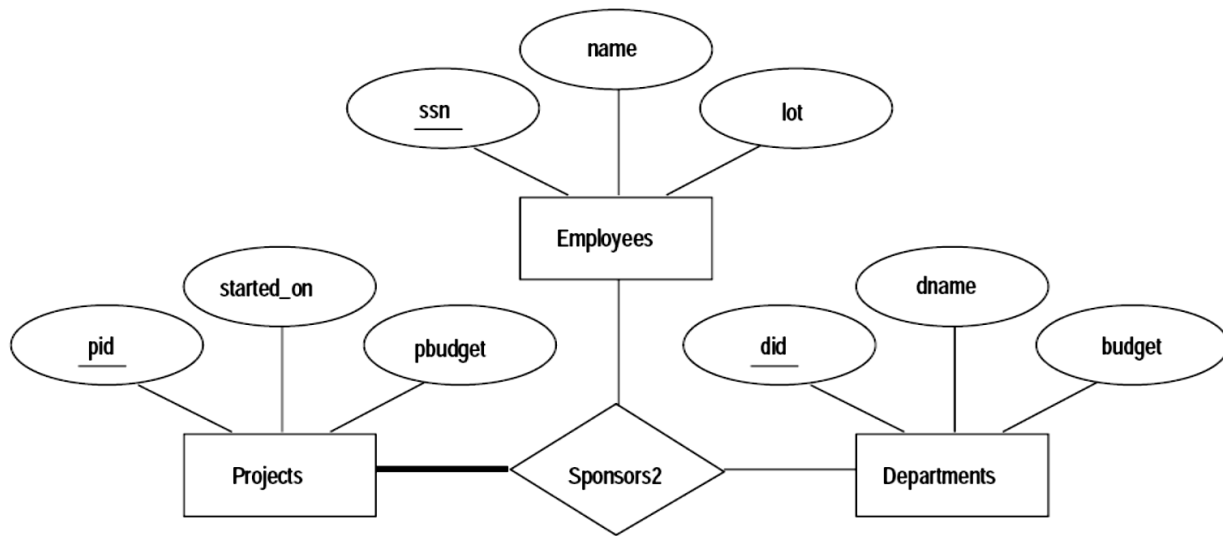 name
ssn
lot
Employees
started_on
dname
pid
pbudget
did
budget
Projects
Sponsors2
Departments